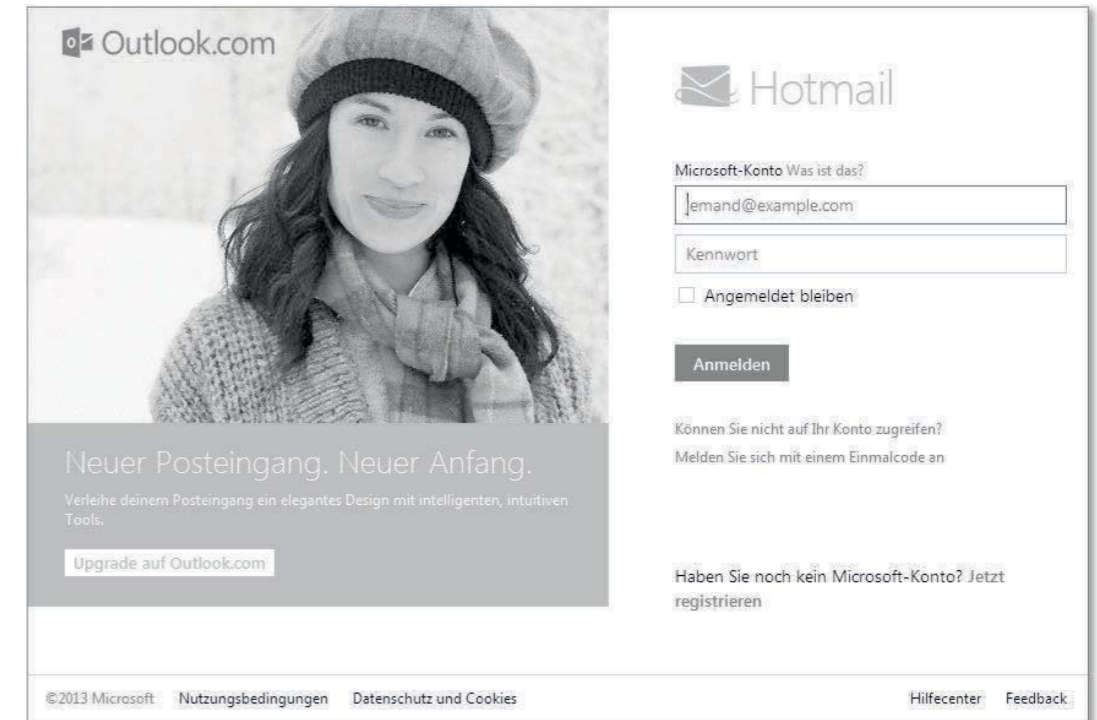 Outlook.com
Neuer Posteingang. Neuer Anfang.
Verleihe deinem Posteingang ein elegantes Design mit intelligenten, intuitiven
Tools.
Upgrade auf Outlook.com
Hotmail
Microsoft-Konto Was ist das?
jemand@example.com
Kennwort
Angemeldet bleiben
Anmelden
Können Sie nicht auf Ihr Konto zugreifen?
Melden Sie sich mit einem Einmalcode an
Haben Sie noch kein Microsoft-Konto? Jetzt
registrieren
©2013 Microsoft Nutzungsbedingungen Datenschutz und Cookies Hilfecenter Feedback